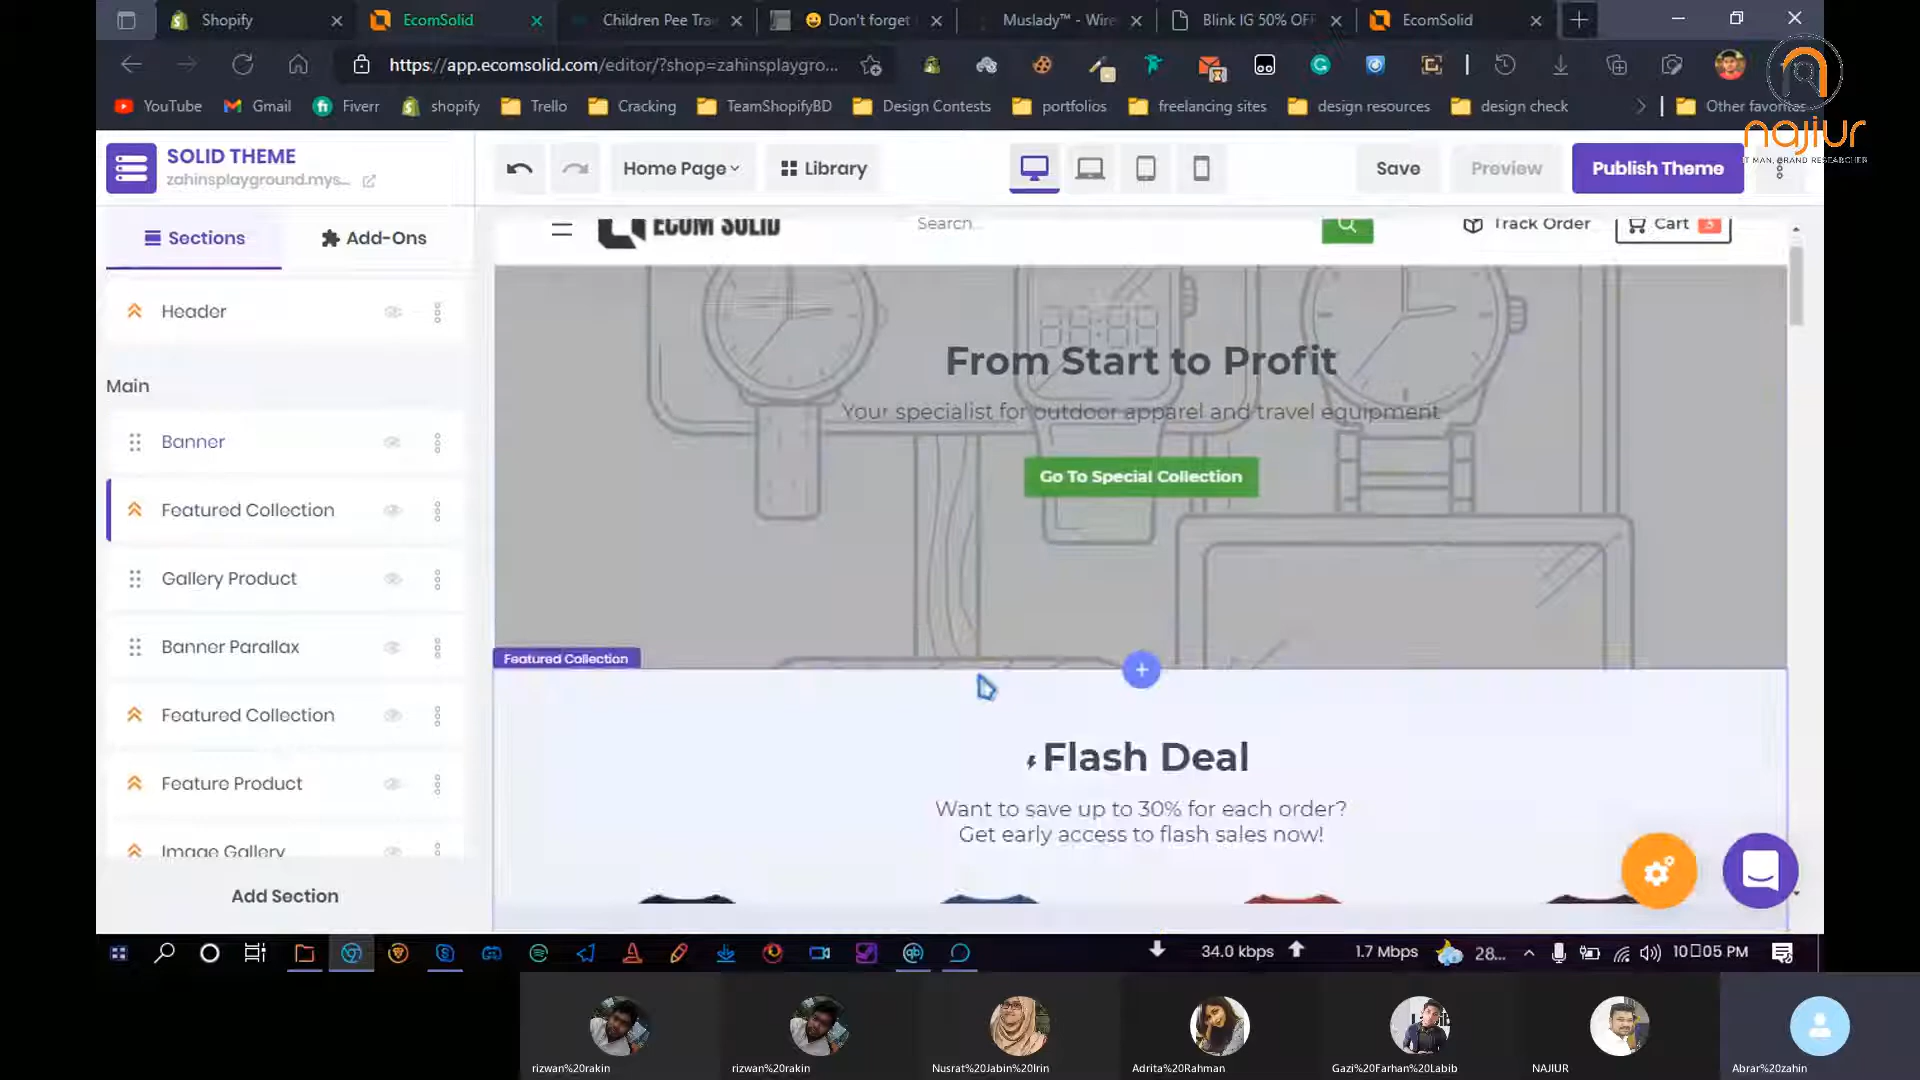 Shopify
EcomSolid
Children Pee Tra
Don't forget
Muslady™ - Wire
Blink IG 50% OFF
EcomSolid
https://app.ecomsolid.com/editor/?shop=zahinsplaygro...
YouTube
Gmail
Fiverr
shopify
Trello
Cracking
TeamShopifyBD
Design Contests
portfolios
freelancing sites
design resources
design check
Other favorites
najiur
IT MAN, BRAND RESEARCHER
SOLID THEME
zahinsplayground.mys...
Home Page
Library
Save
Preview
Publish Theme
Sections
Add-Ons
ECOM SOLID
Search...
Track Order
Cart
Header
Main
Banner
Featured Collection
Gallery Product
Banner Parallax
Featured Collection
Feature Product
Image Gallery
Add Section
From Start to Profit
Your specialist for outdoor apparel and travel equipment
Go To Special Collection
Featured Collection
Flash Deal
Want to save up to 30% for each order?
Get early access to flash sales now!
34.0 kbps
1.7 Mbps
28...
10□05 PM
rizwan%20rakin
rizwan%20rakin
Nusrat%20Jabin%20Irin
Adrita%20Rahman
Gazi%20Farhan%20Labib
NAJIUR
Abrar%20zahin